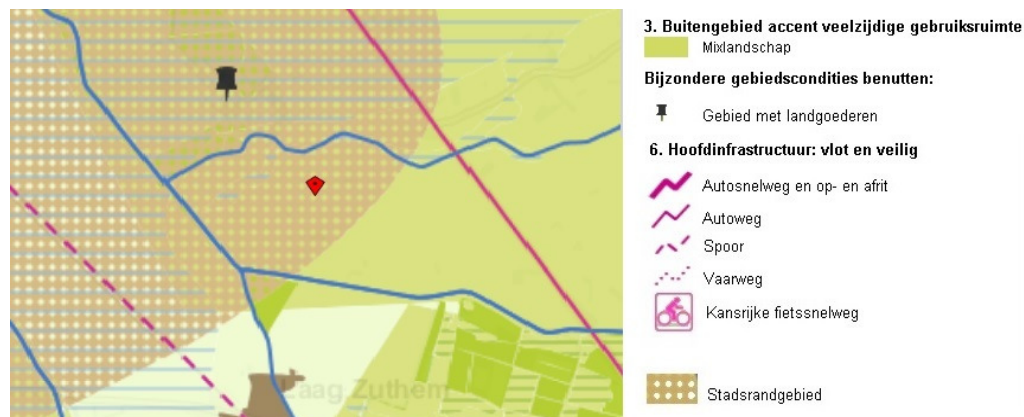 3. Buitengebied accent veelzijdige gebruiksruimte
Mixlandschap
Bijzondere gebiedscondities benutten:
Gebied met landgoederen
6. Hoofdinfrastructuur: vlot en veilig
Autosnelweg en op- en afrit
Autoweg
Spoor
Vaarweg
Kansrijke fietssnelweg
Stadsrandgebied
Laag Zuthem